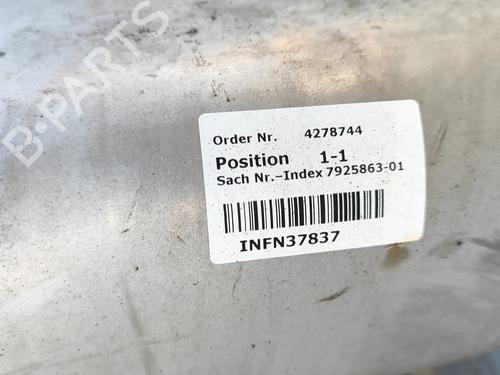 B-PARTS
Order Nr. 4278744
Position 1-1
Sach Nr.-Index 7925863-01
INFN37837